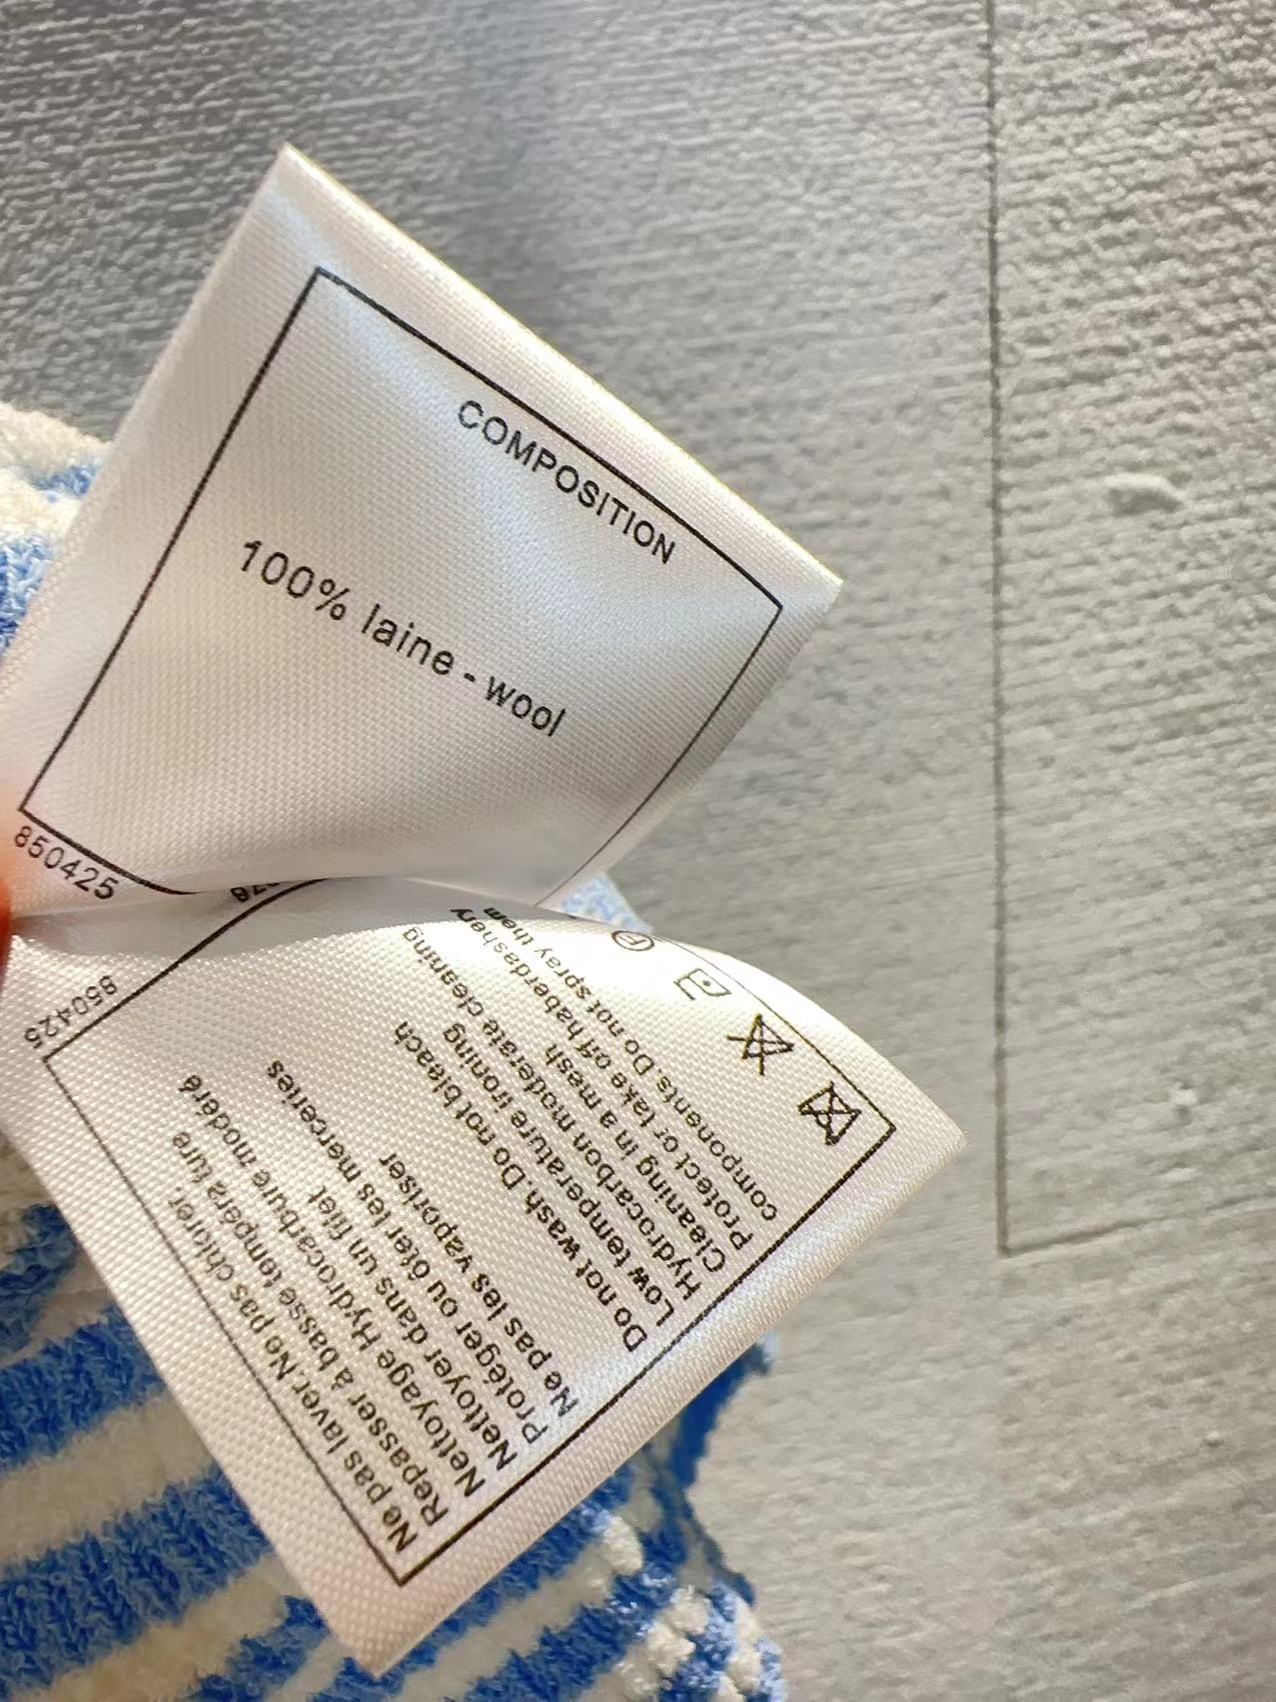 COMPOSITION
100% laine - wool
850425
850425
Ne pas laver. Ne pas chlorer
Repasser à basse tempéra ture
Nettoyage Hydrocarbure modéré
Nettoyer dans un filet
Protéger ou ôter les merceries
Ne pas les vaporiser
Do not wash. Do not bleach
Low temperature ironing
Hydrocarbon moderate cleaning
Cleaning in a mesh
Protect or take off haberdashery
components. Do not spray them